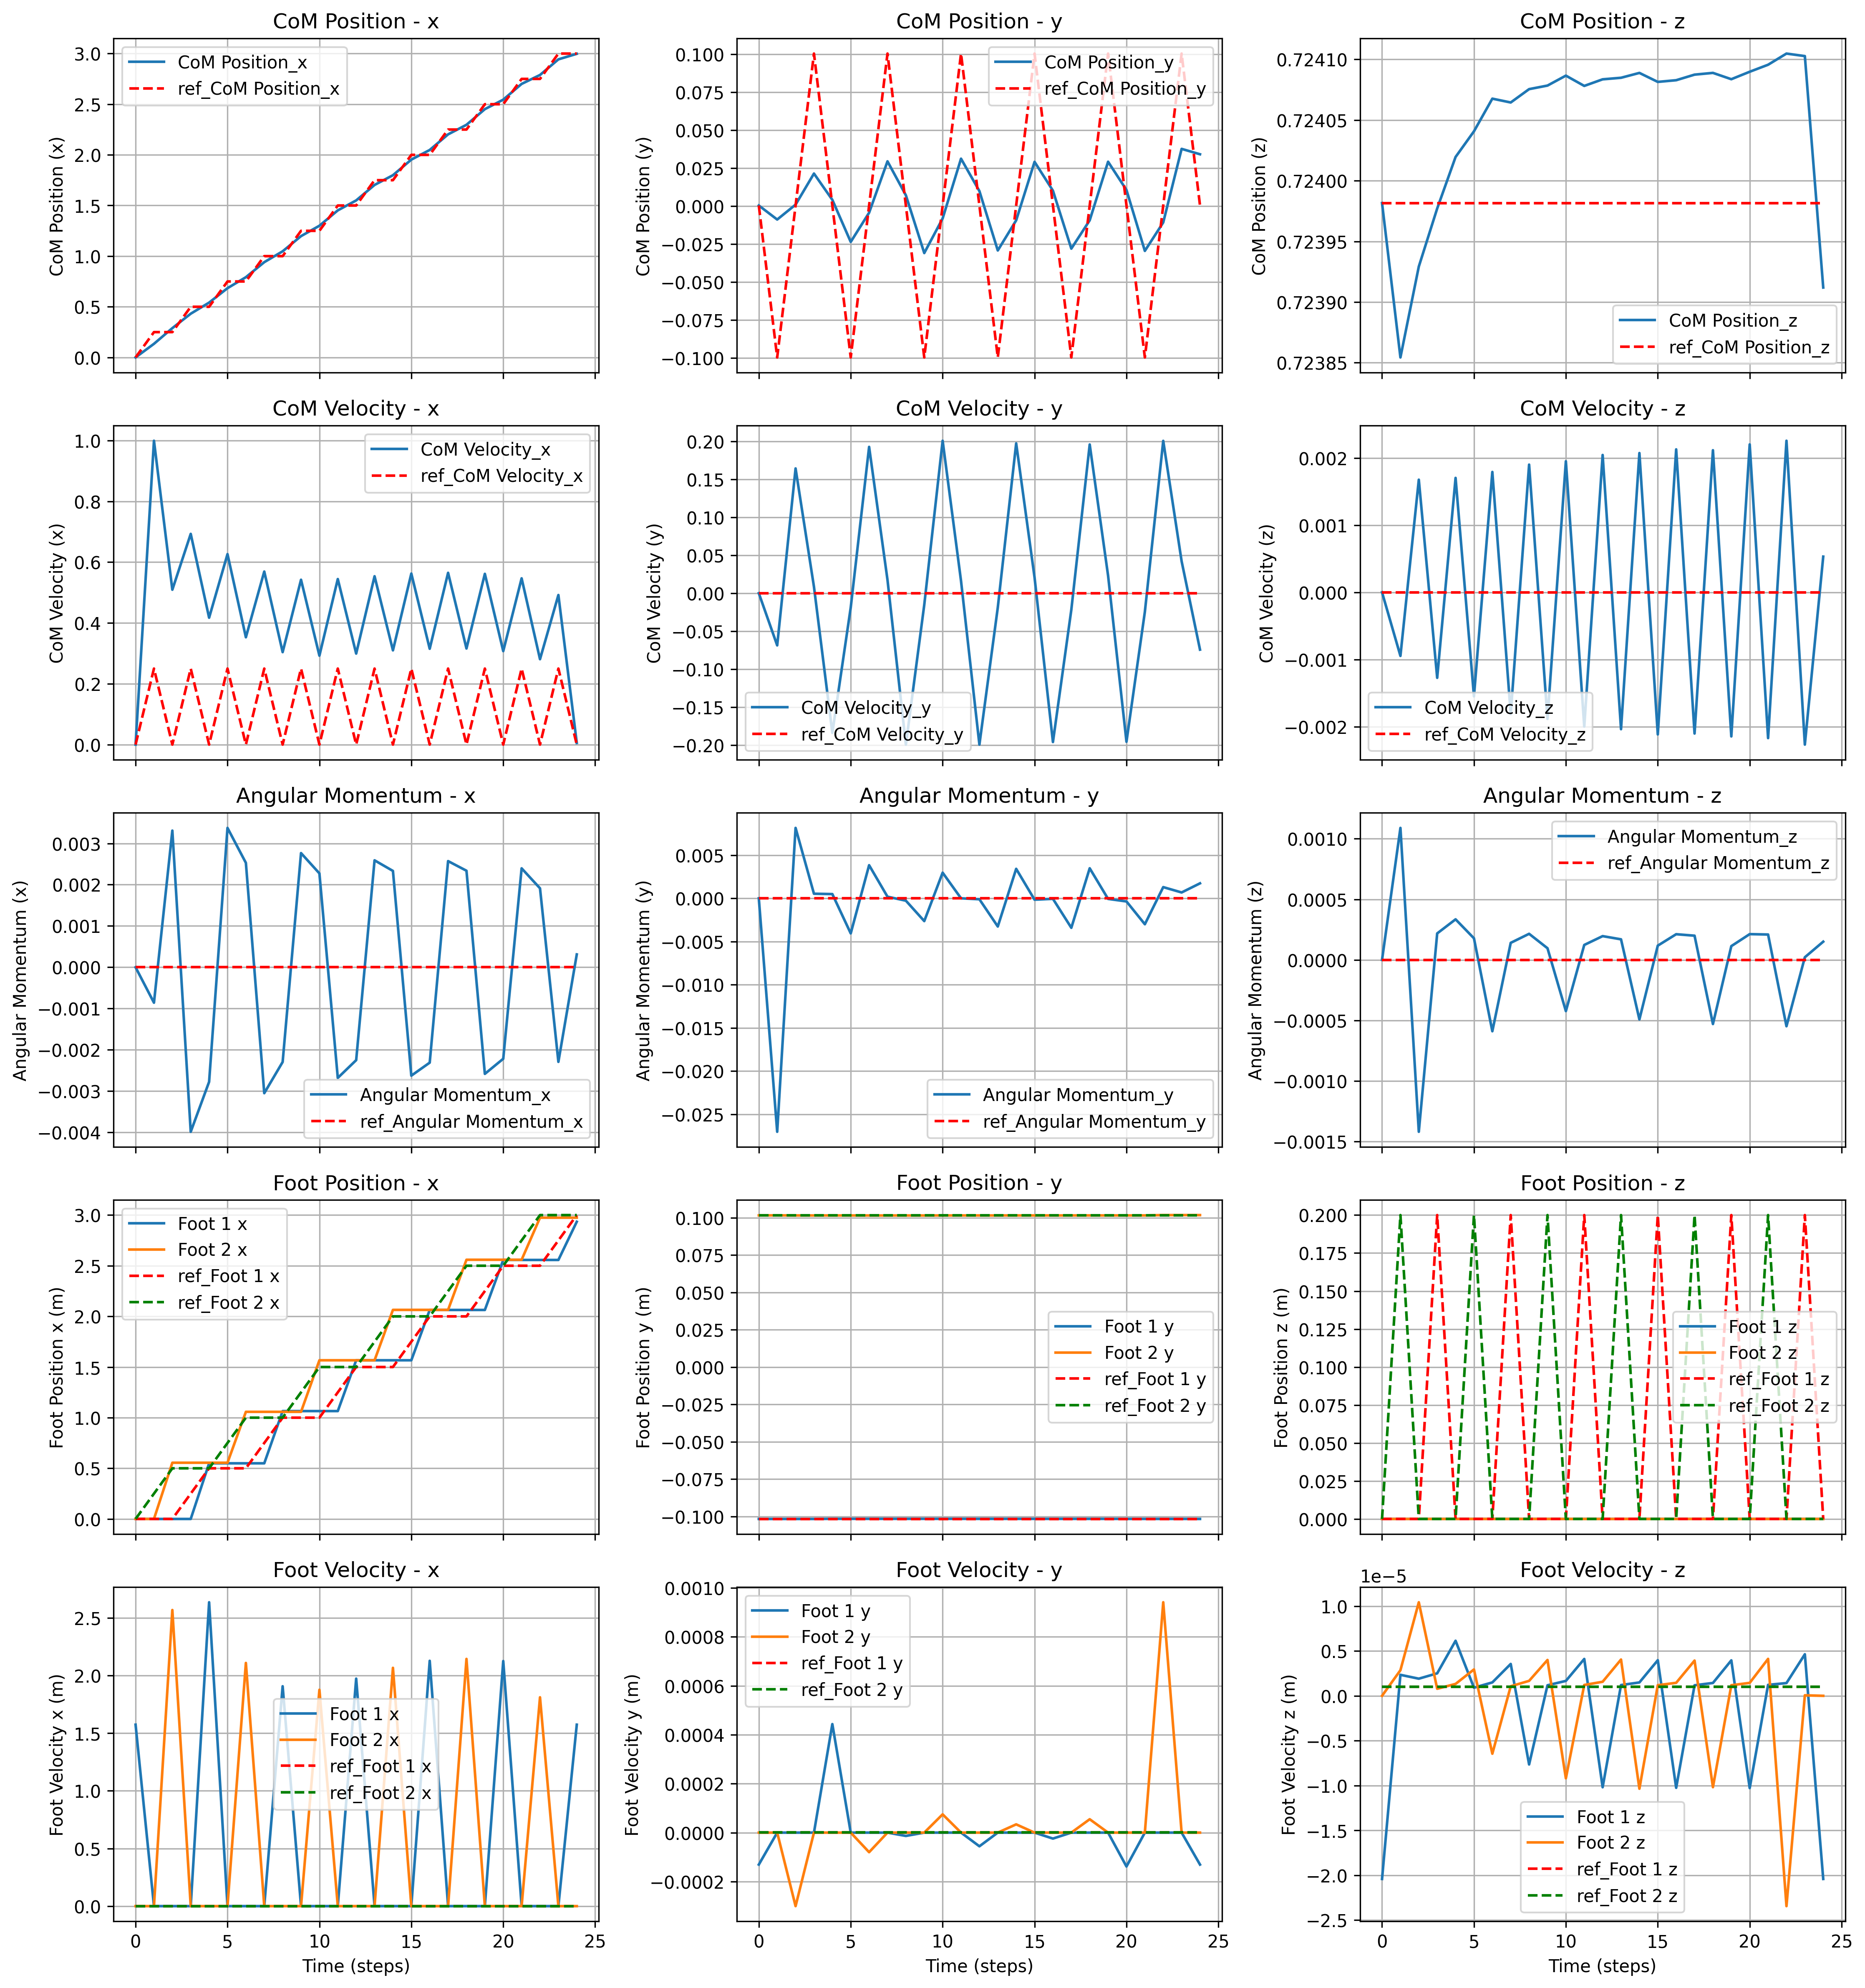 CoM Position - x
CoM Position (x)
3.0
2.5
2.0
1.5
1.0
0.5
0.0
CoM Position_x
ref_CoM Position_x
CoM Position - y
CoM Position (y)
0.100
0.075
0.050
0.025
0.000
−0.025
−0.050
−0.075
−0.100
CoM Position_y
ref_CoM Position_y
CoM Position - z
CoM Position (z)
0.72410
0.72405
0.72400
0.72395
0.72390
0.72385
CoM Position_z
ref_CoM Position_z
CoM Velocity - x
CoM Velocity (x)
1.0
0.8
0.6
0.4
0.2
0.0
CoM Velocity_x
ref_CoM Velocity_x
CoM Velocity - y
CoM Velocity (y)
0.20
0.15
0.10
0.05
0.00
−0.05
−0.10
−0.15
−0.20
CoM Velocity_y
ref_CoM Velocity_y
CoM Velocity - z
CoM Velocity (z)
0.002
0.001
0.000
−0.001
−0.002
CoM Velocity_z
ref_CoM Velocity_z
Angular Momentum - x
Angular Momentum (x)
0.003
0.002
0.001
0.000
−0.001
−0.002
−0.003
−0.004
Angular Momentum_x
ref_Angular Momentum_x
Angular Momentum - y
Angular Momentum (y)
0.005
0.000
−0.005
−0.010
−0.015
−0.020
−0.025
Angular Momentum_y
ref_Angular Momentum_y
Angular Momentum - z
Angular Momentum (z)
0.0010
0.0005
0.0000
−0.0005
−0.0010
−0.0015
Angular Momentum_z
ref_Angular Momentum_z
Foot Position - x
Foot Position x (m)
3.0
2.5
2.0
1.5
1.0
0.5
0.0
Foot 1 x
Foot 2 x
ref_Foot 1 x
ref_Foot 2 x
Foot Position - y
Foot Position y (m)
0.100
0.075
0.050
0.025
0.000
−0.025
−0.050
−0.075
−0.100
Foot 1 y
Foot 2 y
ref_Foot 1 y
ref_Foot 2 y
Foot Position - z
Foot Position z (m)
0.200
0.175
0.150
0.125
0.100
0.075
0.050
0.025
0.000
Foot 1 z
Foot 2 z
ref_Foot 1 z
ref_Foot 2 z
Foot Velocity - x
Foot Velocity x (m)
2.5
2.0
1.5
1.0
0.5
0.0
Foot 1 x
Foot 2 x
ref_Foot 1 x
ref_Foot 2 x
0 5 10 15 20 25
Time (steps)
Foot Velocity - y
Foot Velocity y (m)
0.0010
0.0008
0.0006
0.0004
0.0002
0.0000
−0.0002
Foot 1 y
Foot 2 y
ref_Foot 1 y
ref_Foot 2 y
0 5 10 15 20 25
Time (steps)
Foot Velocity - z
1e−5
Foot Velocity z (m)
1.0
0.5
0.0
−0.5
−1.0
−1.5
−2.0
−2.5
Foot 1 z
Foot 2 z
ref_Foot 1 z
ref_Foot 2 z
0 5 10 15 20 25
Time (steps)